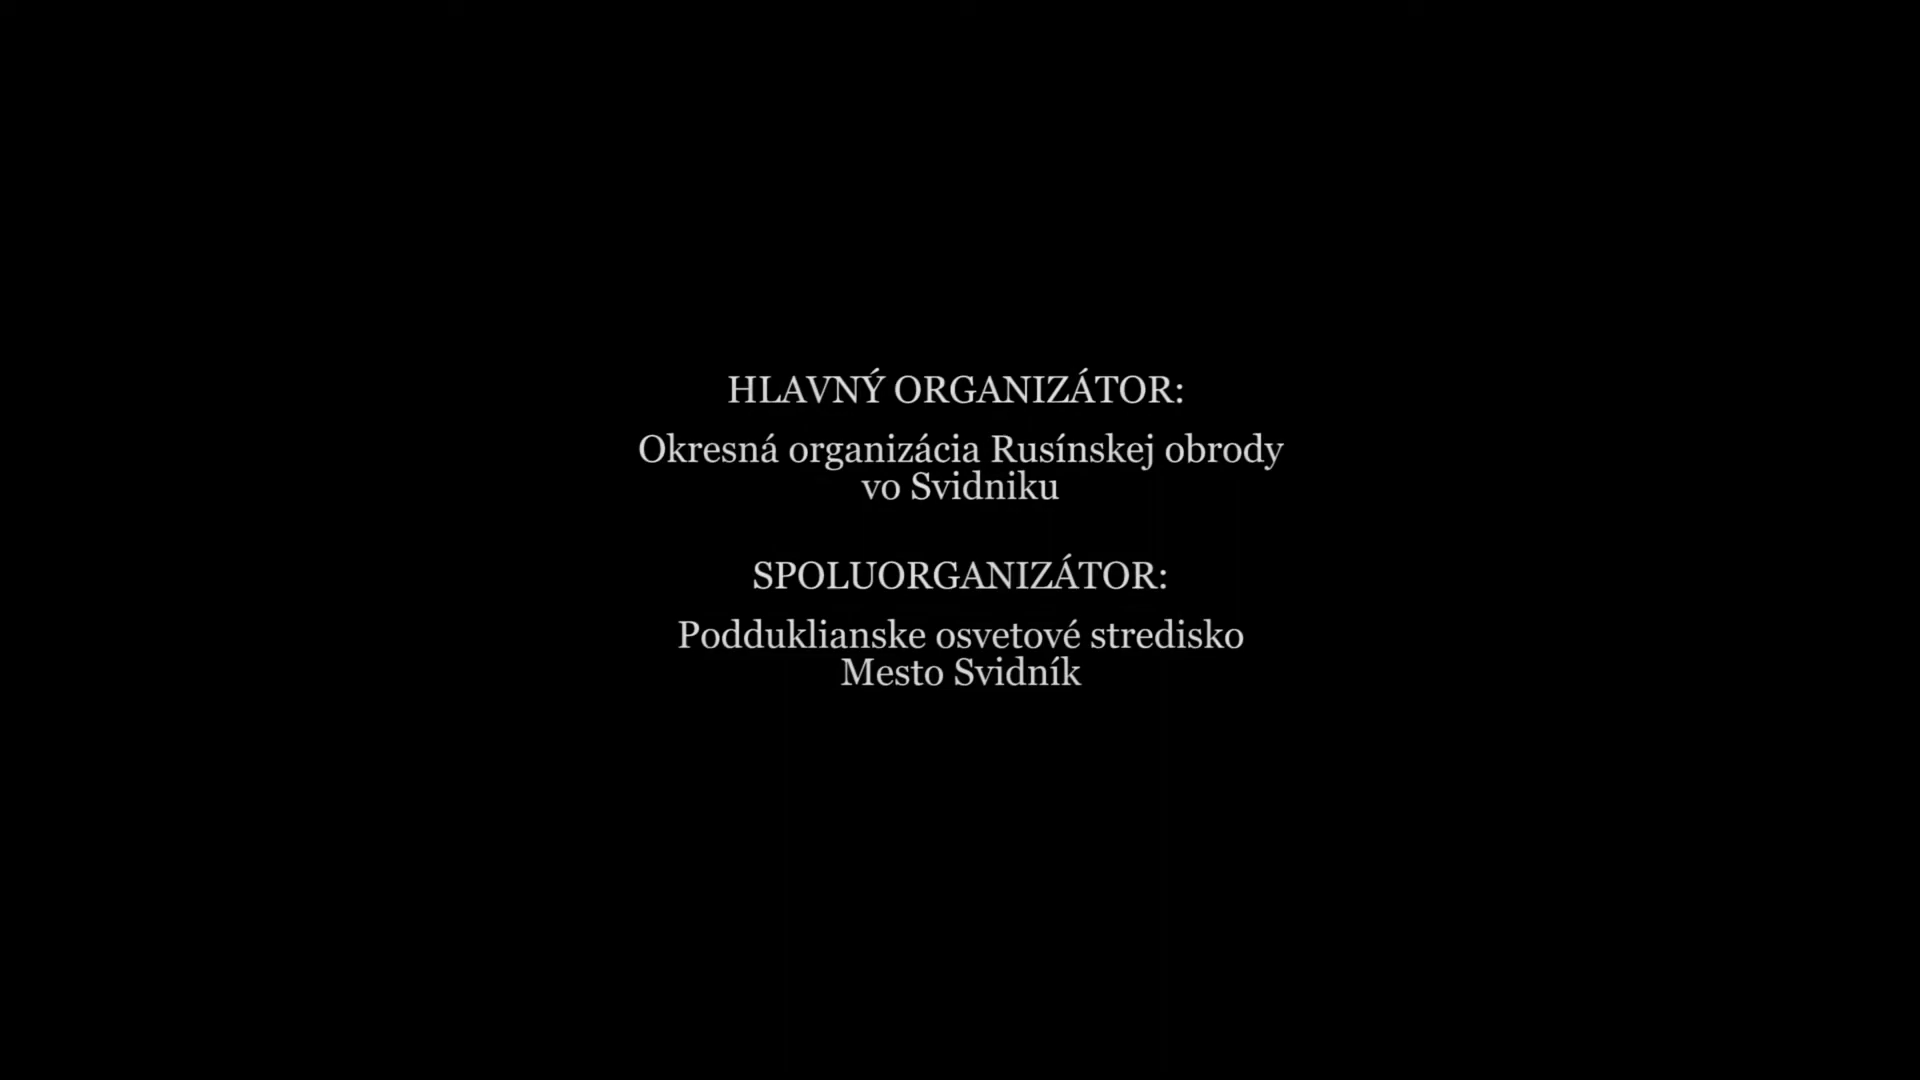 HLAVNÝ ORGANIZÁTOR:
Okresná organizácia Rusínskej obrody
vo Svidniku
SPOLUORGANIZÁTOR:
Podduklianske osvetové stredisko
Mesto Svidník